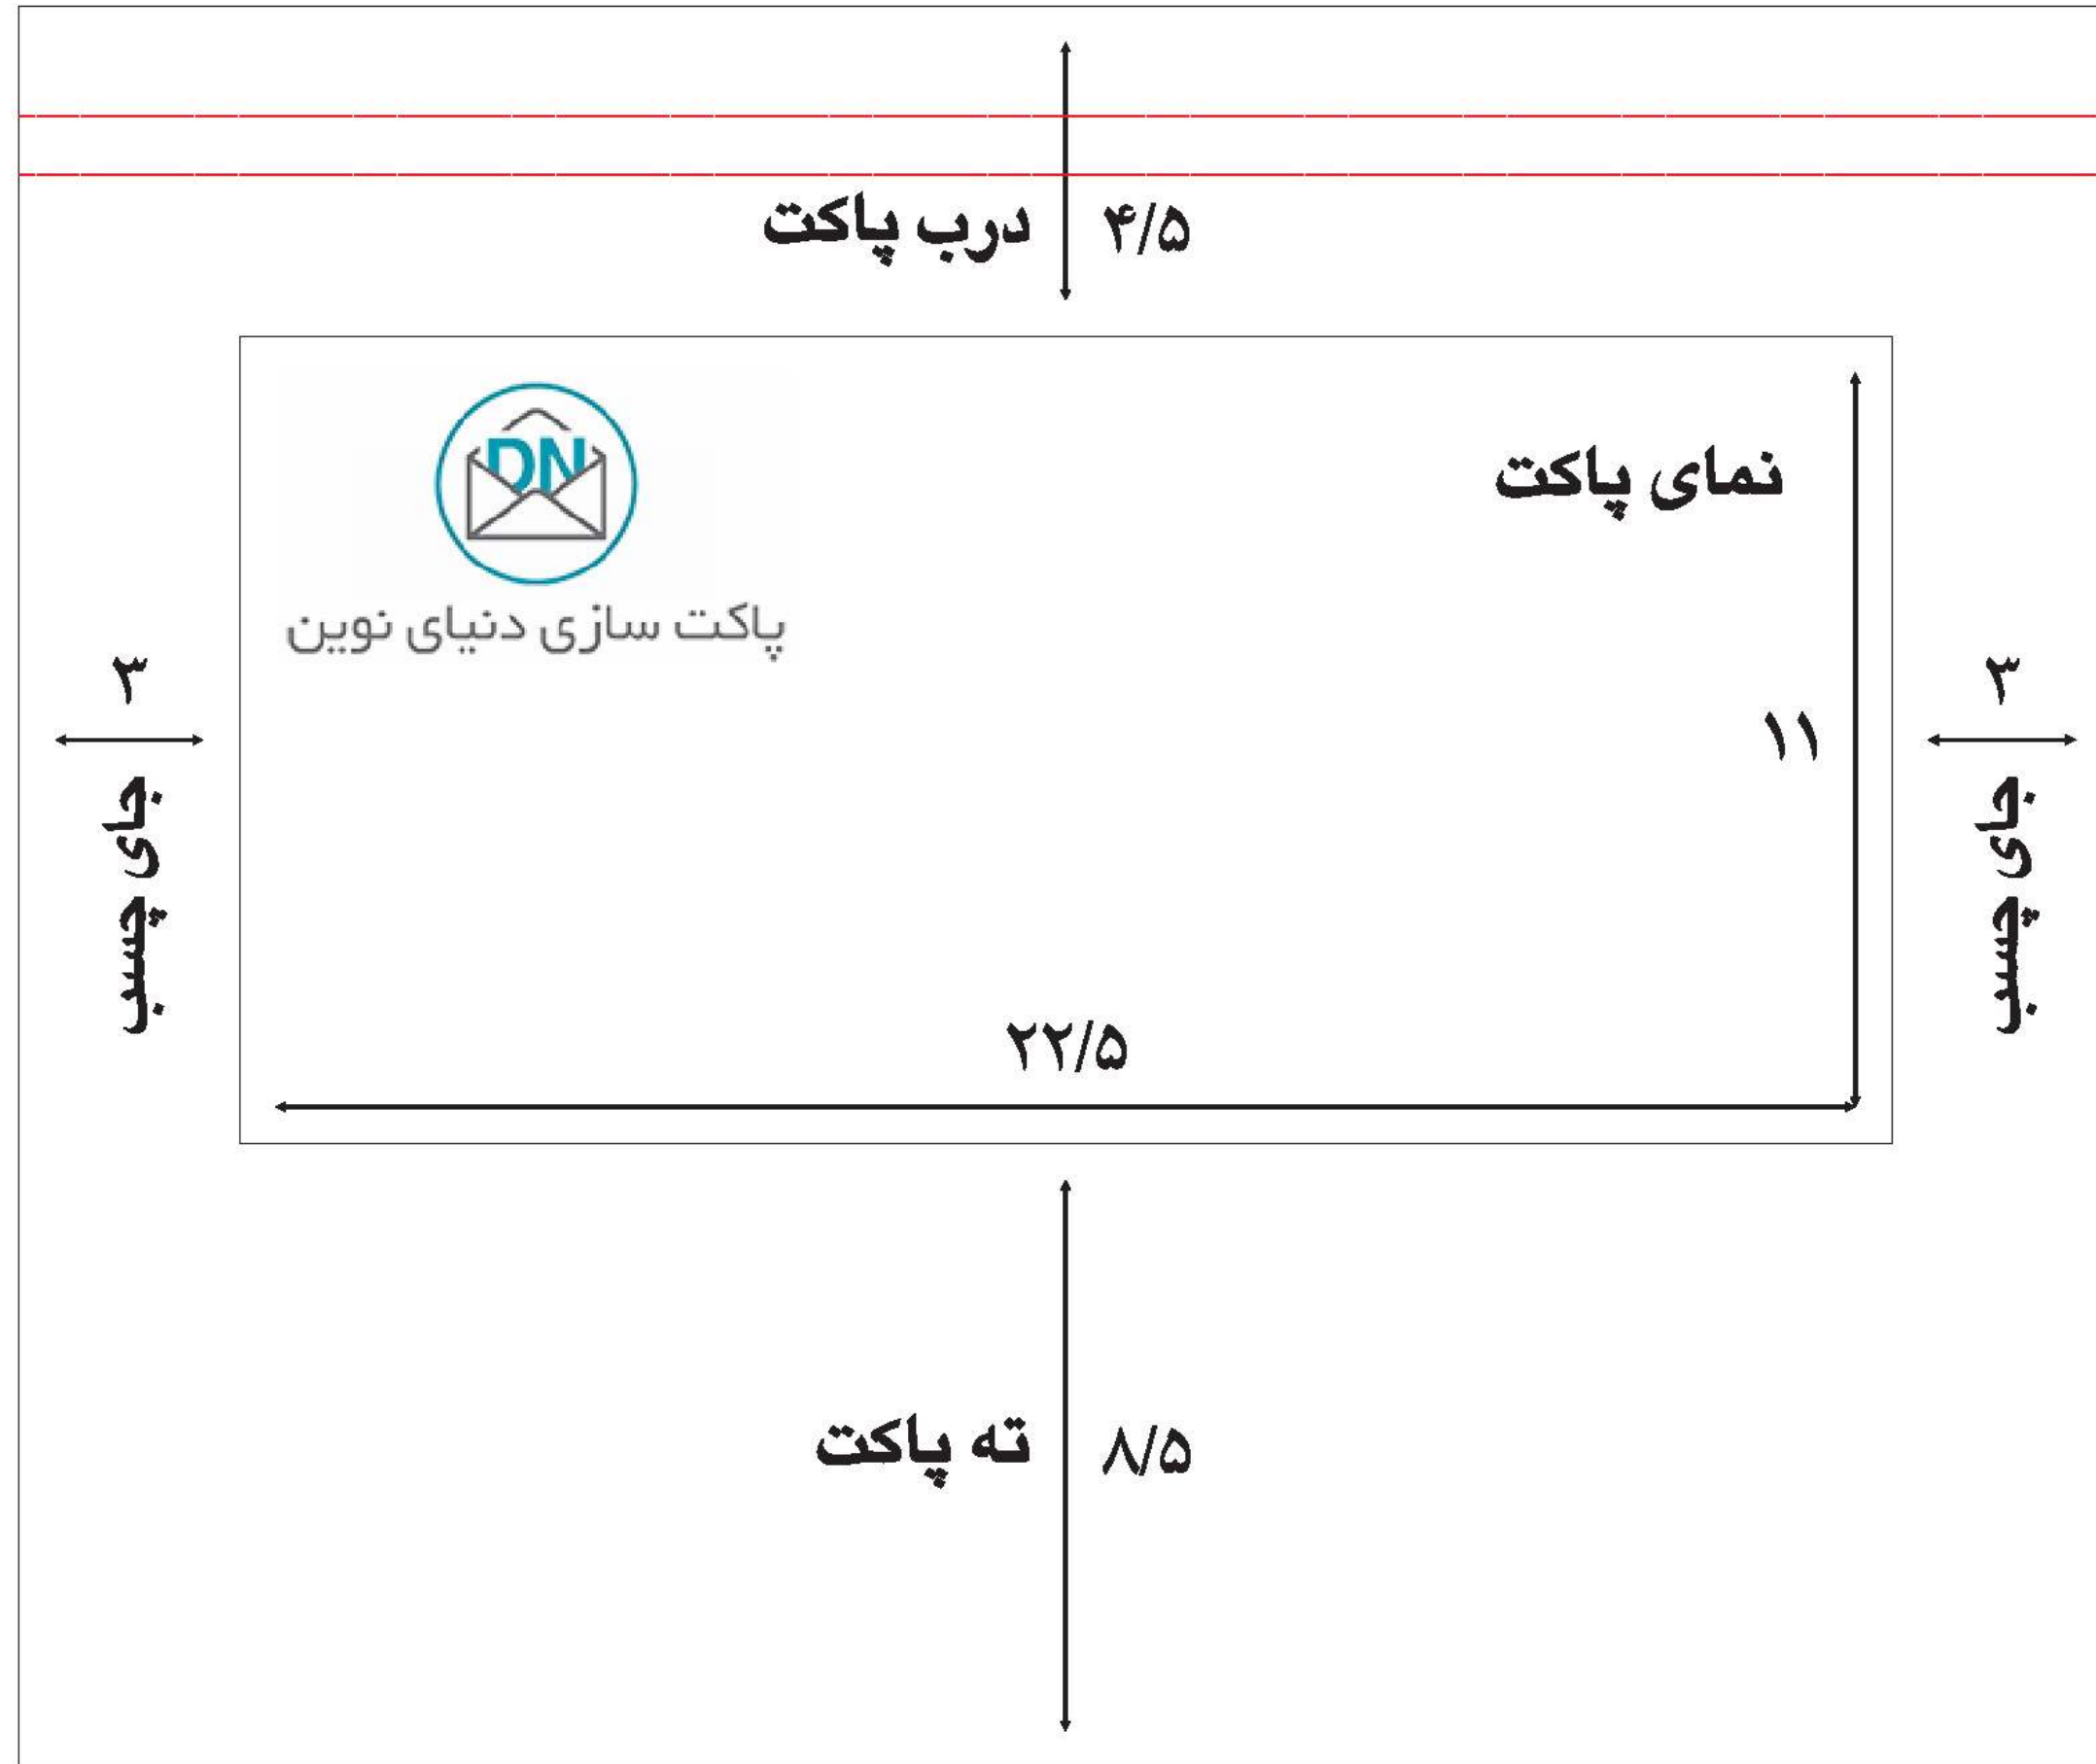 درب پاکت ۴/۵
DN
نمای پاکت
پاکت سازی دنیای نوین
۳
جای چسب
۱۱
۳
جای چسب
۲۲/۵
ته پاکت ۸/۵